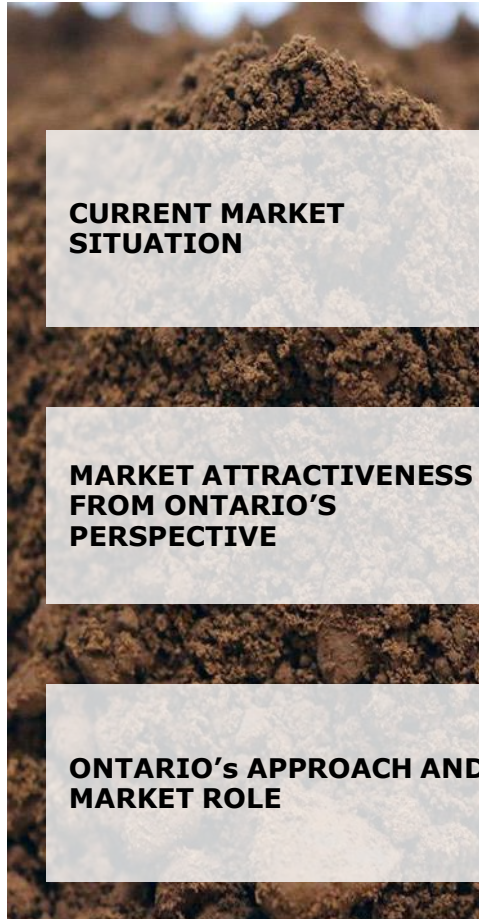 CURRENT MARKET
SITUATION
MARKET ATTRACTIVENESS
FROM ONTARIO’S
PERSPECTIVE
ONTARIO’s APPROACH AND
MARKET ROLE